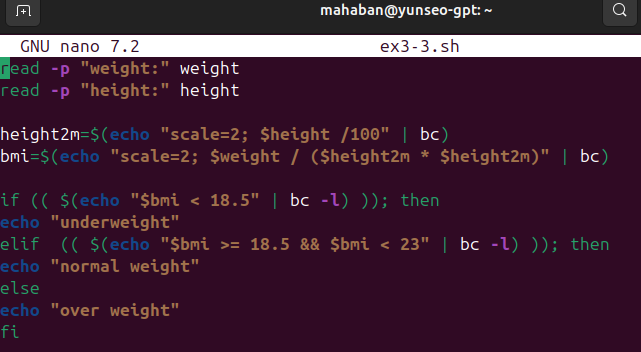 mahaban@yunseo-gpt: ~
GNU nano 7.2 ex3-3.sh
read -p "weight:" weight
read -p "height:" height
height2m=$(echo "scale=2; $height /100" | bc)
bmi=$(echo "scale=2; $weight / ($height2m * $height2m)" | bc)
if (( $(echo "$bmi < 18.5" | bc -l) )); then
echo "underweight"
elif  (( $(echo "$bmi >= 18.5 && $bmi < 23" | bc -l) )); then
echo "normal weight"
else
echo "over weight"
fi